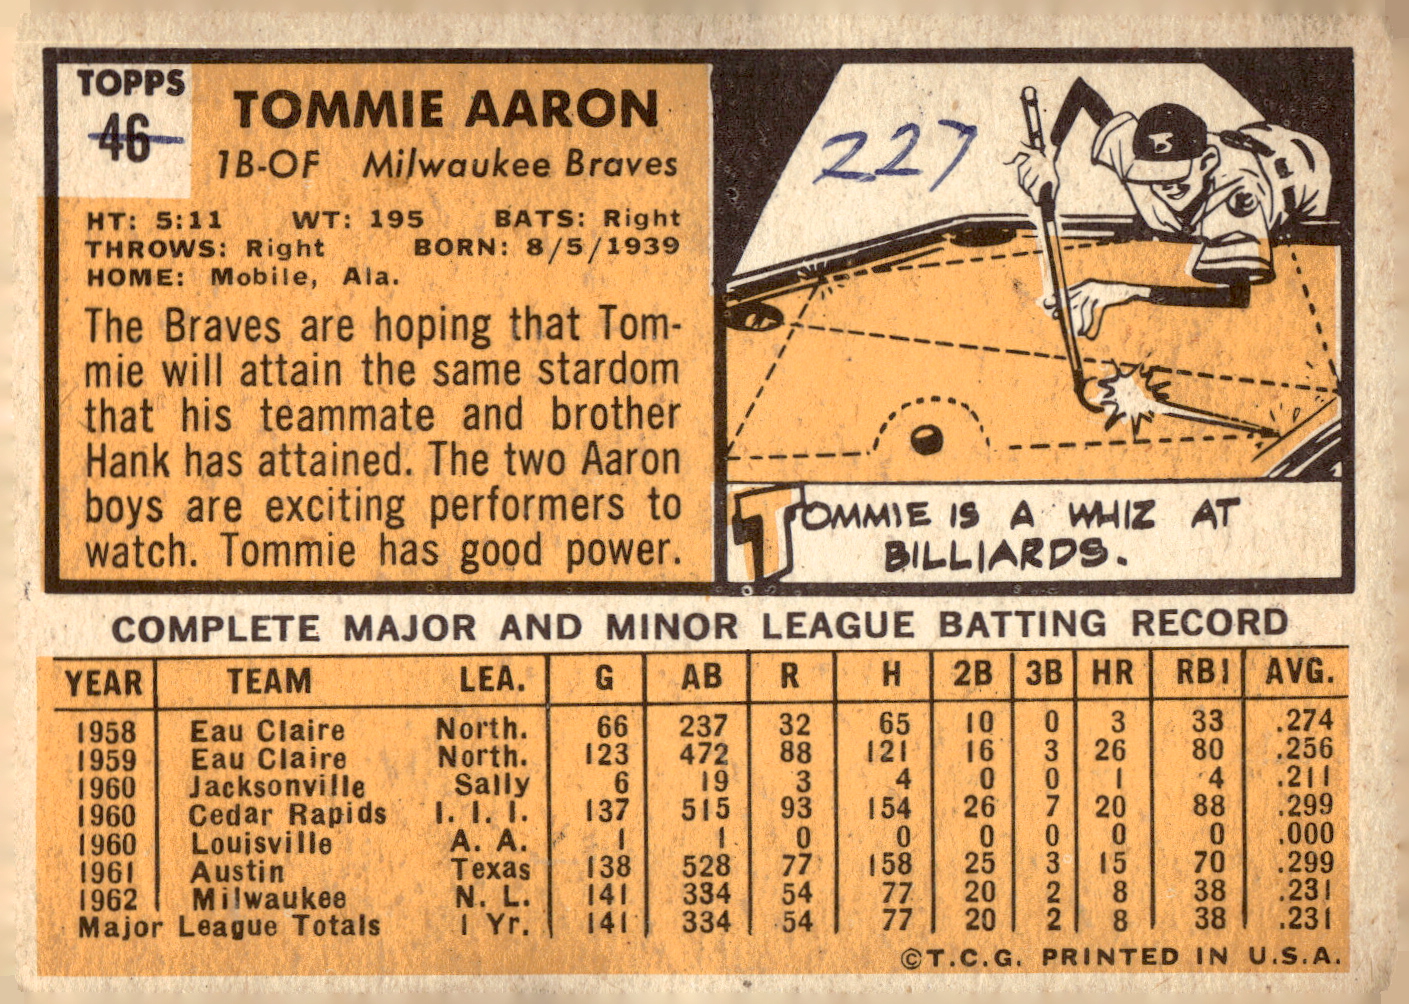 TOPPS
46
TOMMIE AARON
1B-OF Milwaukee Braves
HT: 5:11 WT: 195 BATS: Right
THROWS: Right BORN: 8/5/1939
HOME: Mobile, Ala.
The Braves are hoping that Tom-
mie will attain the same stardom
that his teammate and brother
Hank has attained. The two Aaron
boys are exciting performers to
watch. Tommie has good power.
227
B
TOMMIE IS A WHIZ AT
BILLIARDS.
COMPLETE MAJOR AND MINOR LEAGUE BATTING RECORD
YEAR TEAM LEA. G AB R H 2B 3B HR RBI AVG.
1958 Eau Claire North. 66 237 32 65 10 0 3 33 .274
1959 Eau Claire North. 123 472 88 121 16 3 26 80 .256
1960 Jacksonville Sally 6 19 3 4 0 0 1 4 .211
1960 Cedar Rapids I. I. I. 137 515 93 154 26 7 20 88 .299
1960 Louisville A. A. 1 1 0 0 0 0 0 0 .000
1961 Austin Texas 138 528 77 158 25 3 15 70 .299
1962 Milwaukee N. L. 141 334 54 77 20 2 8 38 .231
Major League Totals 1 Yr. 141 334 54 77 20 2 8 38 .231
©T.C.G. PRINTED IN U.S.A.